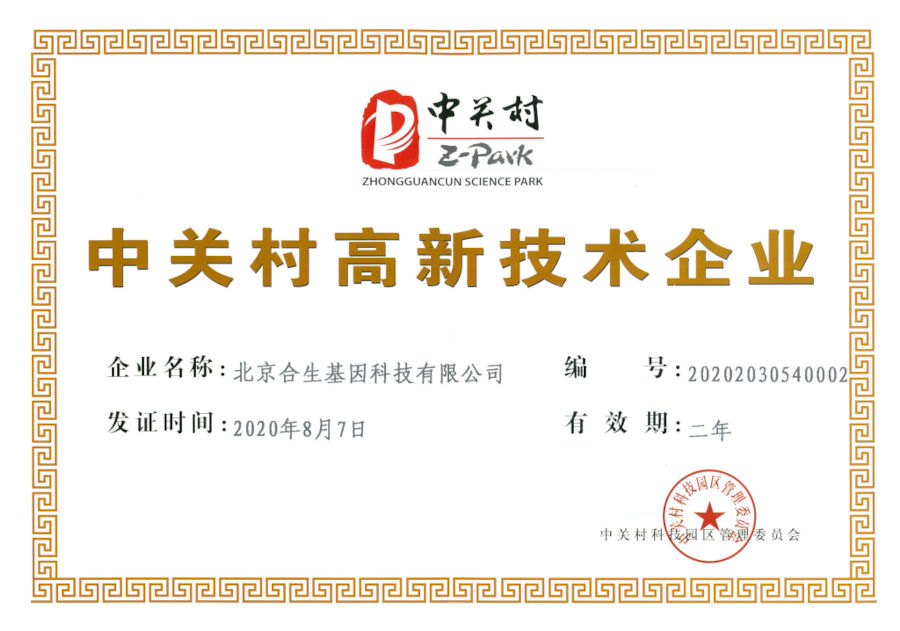 中关村
Z-Park
ZHONGGUANCUN SCIENCE PARK
中关村高新技术企业
企业名称：北京合生基因科技有限公司 编 号：20202030540002
发证时间：2020年8月7日 有 效 期：二年
中关村科技园区管理委员会
中关村科技园区管理委员会